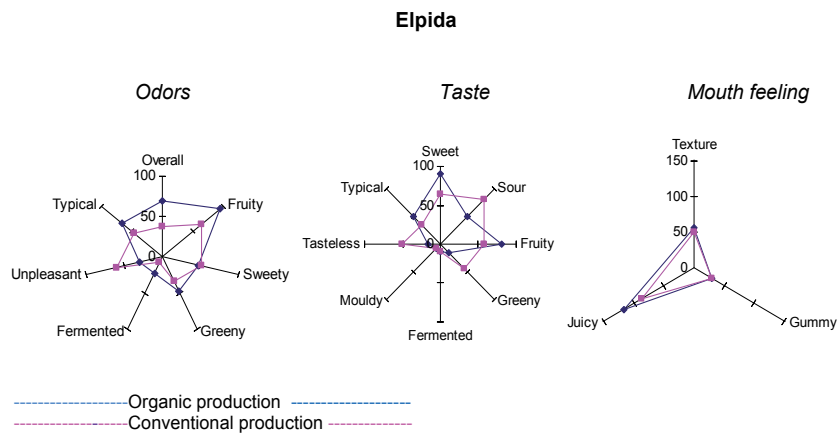 Elpida
Odors
Taste
Mouth feeling
Overall
100
50
0
Fruity
Sweety
Greeny
Fermented
Unpleasant
Typical
Sweet
100
50
0
Sour
Fruity
Greeny
Fermented
Mouldy
Tasteless
Typical
Texture
150
100
50
0
Gummy
Juicy
Organic production
Conventional production